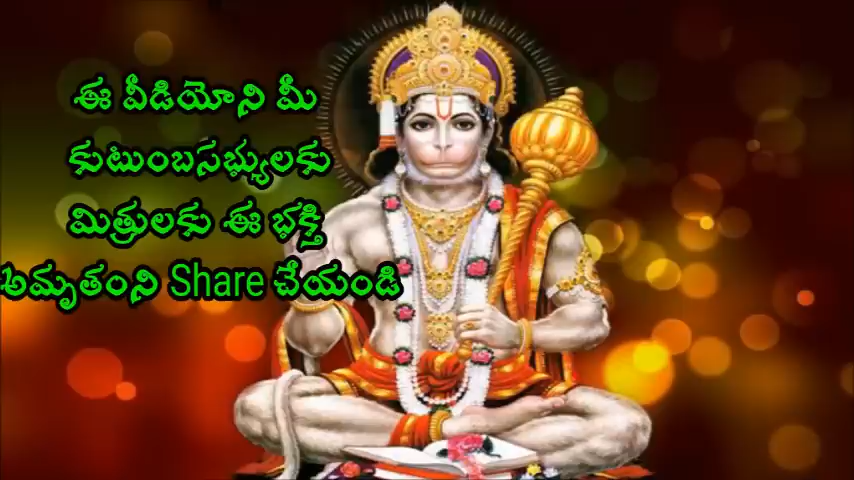 ఈ వీడియోని మీ
కుటుంబసభ్యులకు
మిత్రులకు ఈ భక్తి
అమృతంని Share చేయండి